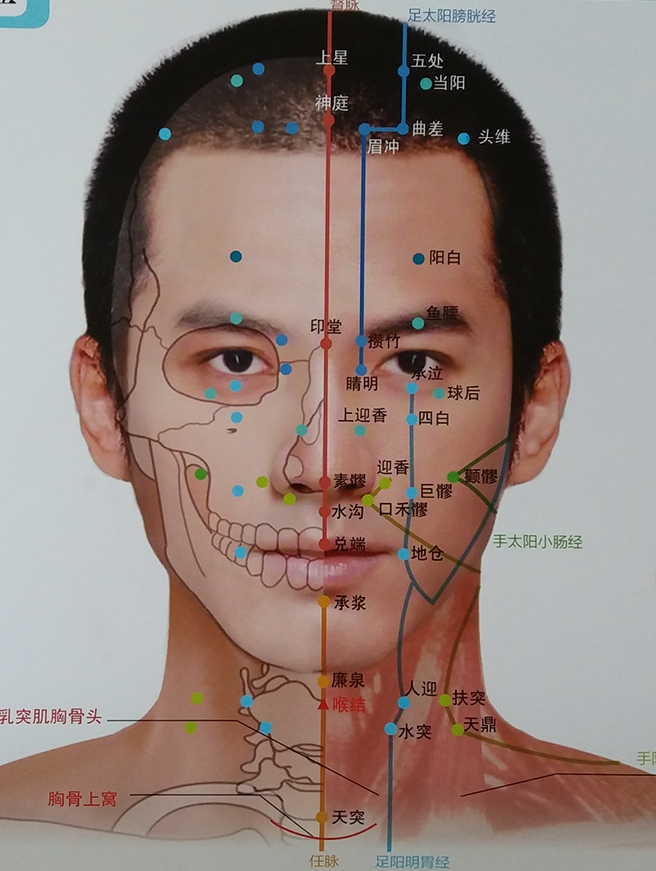 督脉
足太阳膀胱经
上星
五处
当阳
神庭
曲差
头维
眉冲
阳白
鱼腰
印堂
攒竹
承泣
睛明
球后
上迎香
四白
迎香
颧髎
素髎
巨髎
水沟
口禾髎
手太阳小肠经
兑端
地仓
承浆
廉泉
人迎
扶突
喉结
乳突肌胸骨头
天鼎
水突
胸骨上窝
天突
任脉
足阳明胃经